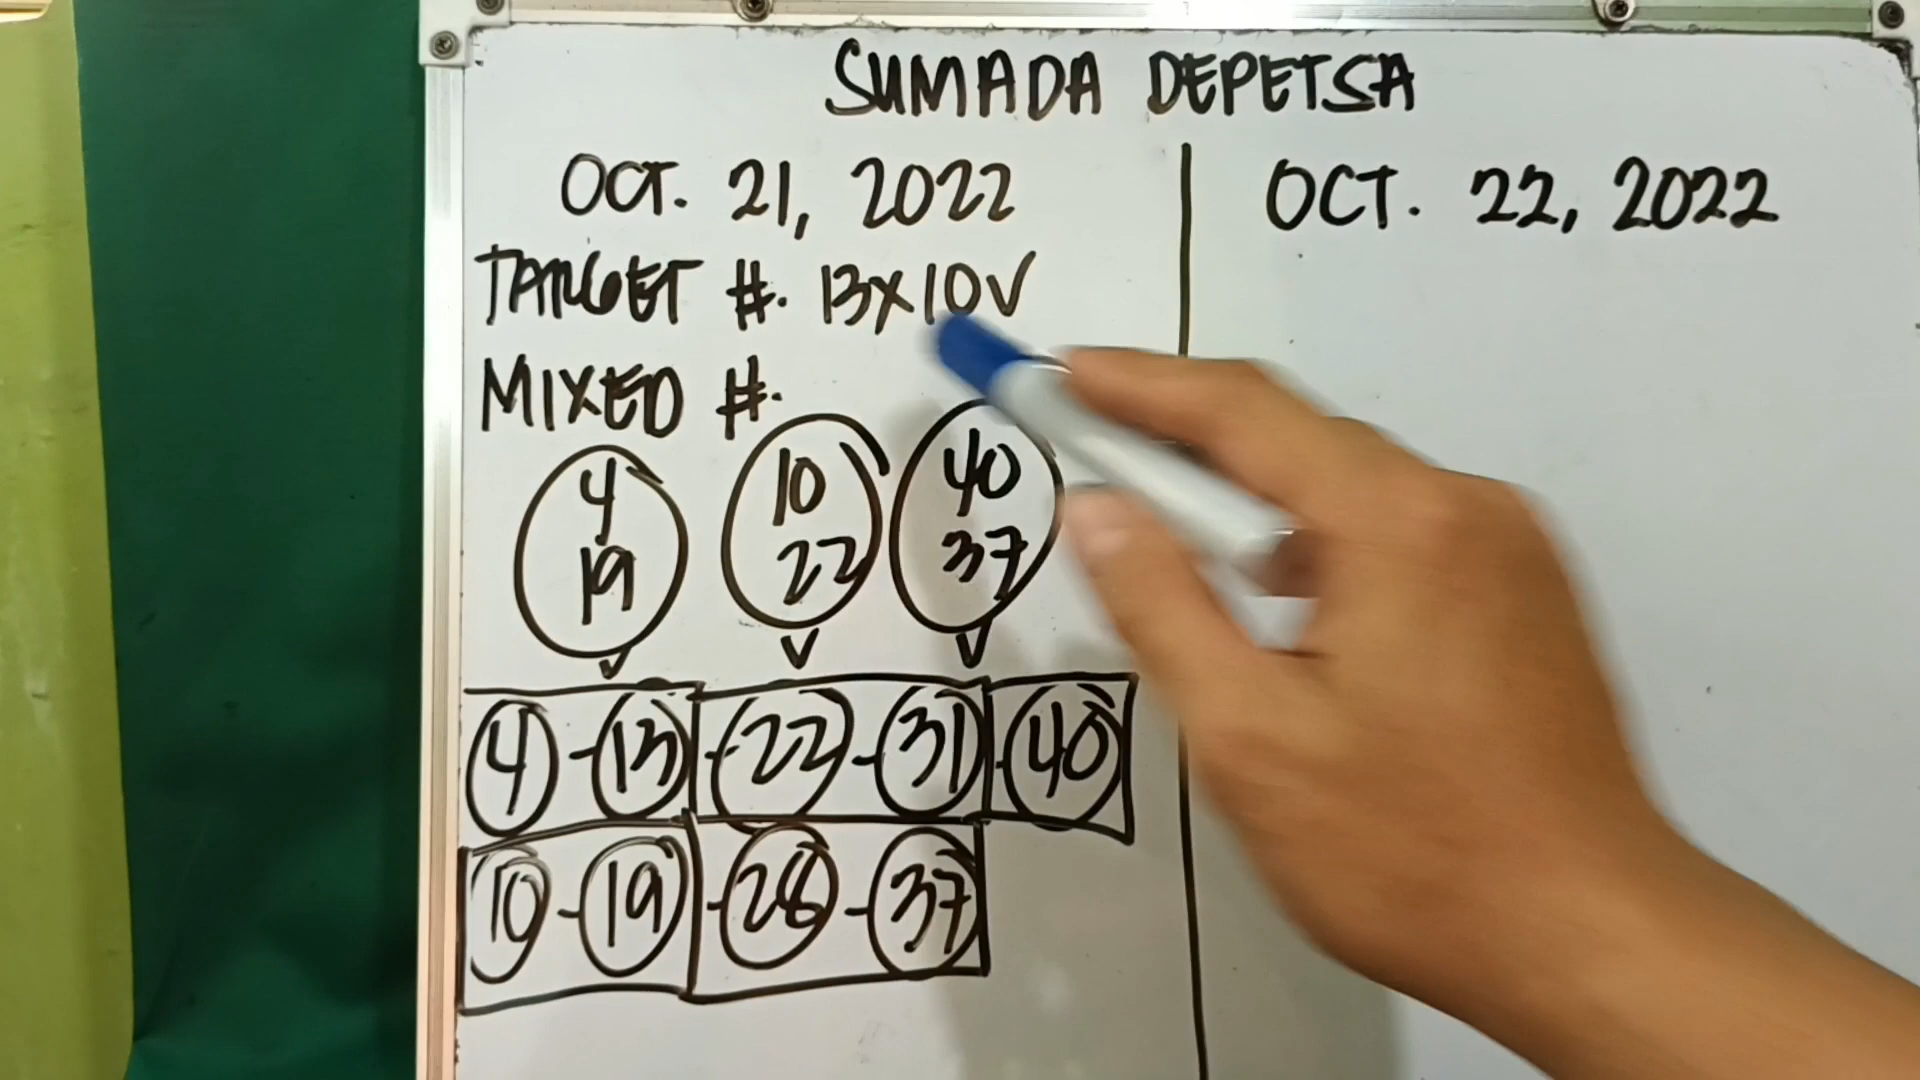 SUMADA DEPETSA
OCT. 21, 2022
TARGET #. 13X10V
MIXED #.
4 10 40
19 22 37
4 - 13 - 22 - 31 - 40
10 - 19 - 28 - 37
OCT. 22, 2022